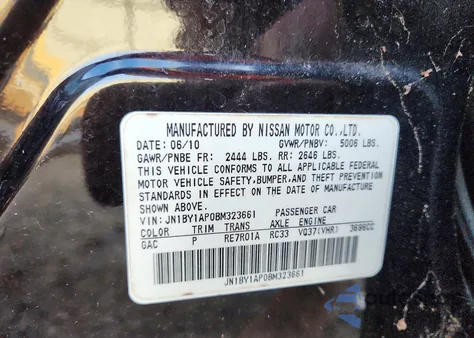 MANUFACTURED BY NISSAN MOTOR CO.,LTD.
DATE: 06/10 GVWR/PNBV: 5006 LBS.
GAWR/PNBE FR: 2444 LBS. RR: 2646 LBS.
THIS VEHICLE CONFORMS TO ALL APPLICABLE FEDERAL
MOTOR VEHICLE SAFETY,BUMPER,AND THEFT PREVENTION
STANDARDS IN EFFECT ON THE DATE OF MANUFACTURE
SHOWN ABOVE.
VIN: JN1BY1AP0BM323661 PASSENGER CAR
COLOR TRIM TRANS AXLE ENGINE
GAC P RE7R01A RC33 VQ37(VHR) 3696CC
JN1BY1AP0BM323661